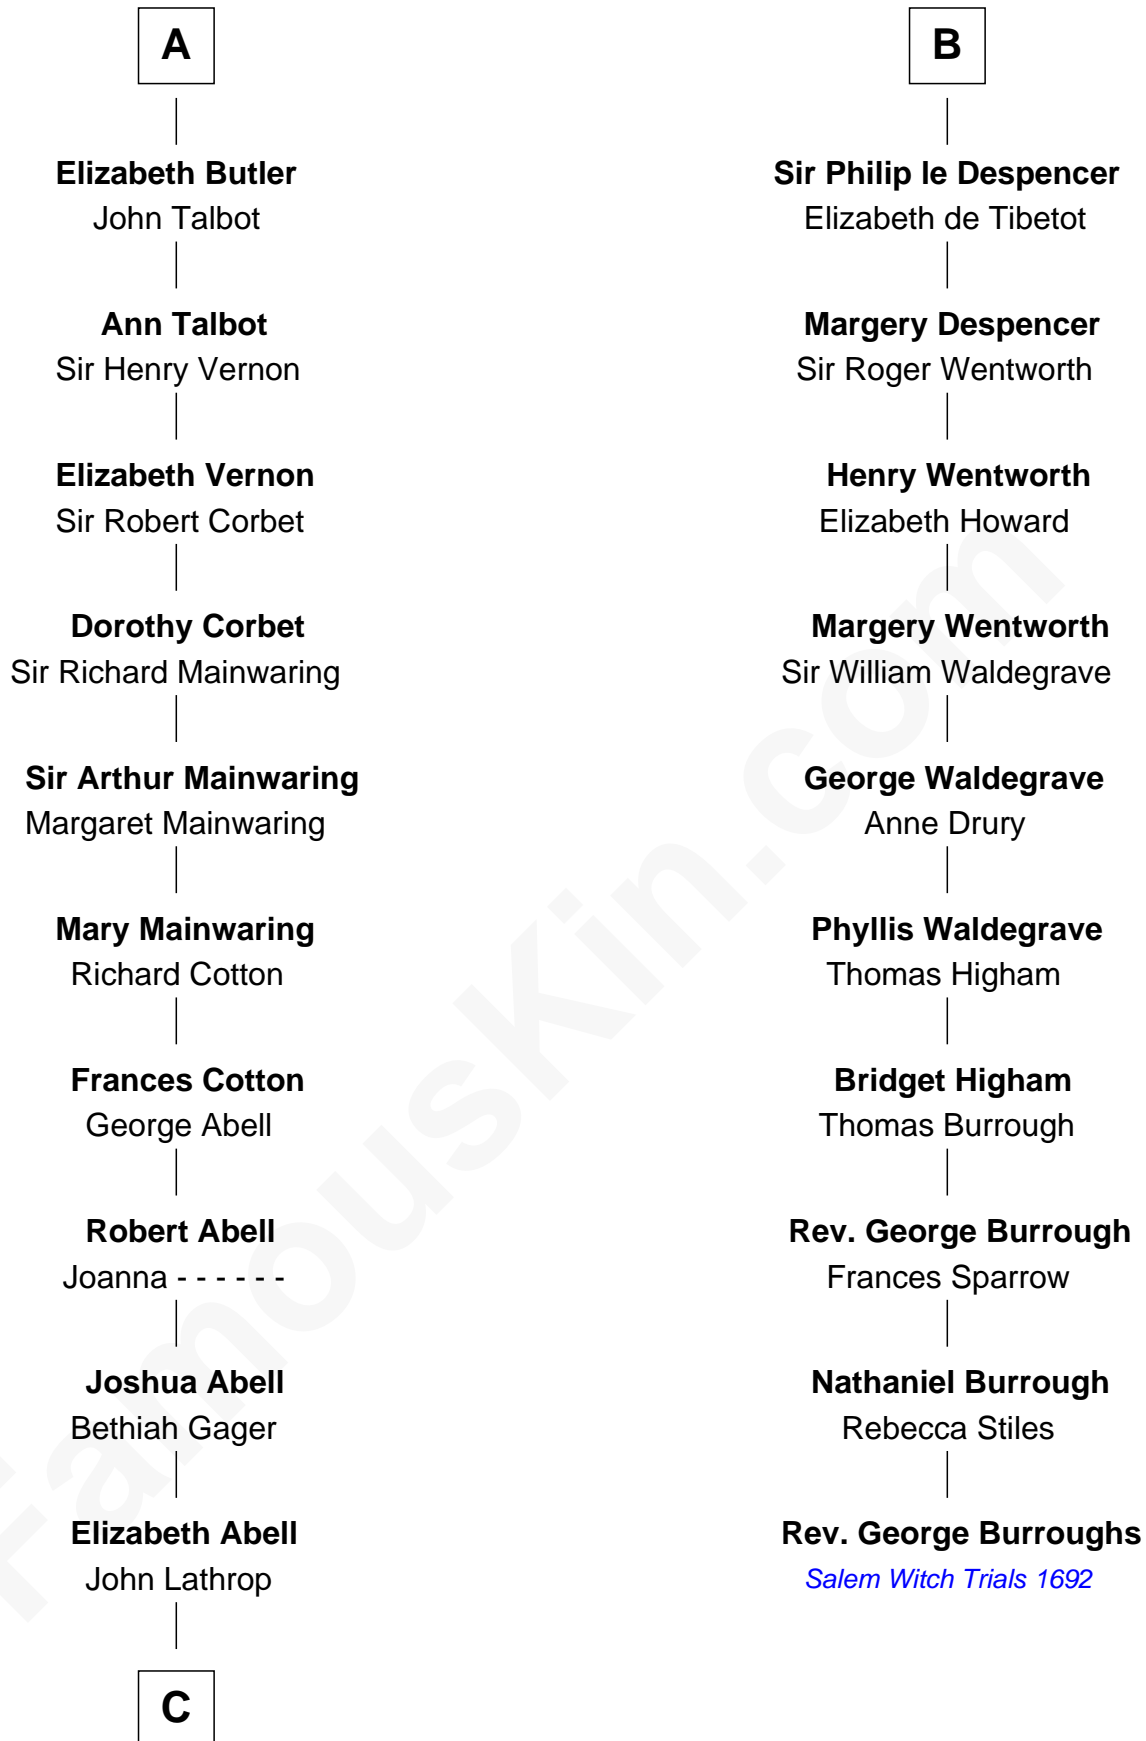 A
Elizabeth Butler
John Talbot
Ann Talbot
Sir Henry Vernon
Elizabeth Vernon
Sir Robert Corbet
Dorothy Corbet
Sir Richard Mainwaring
Sir Arthur Mainwaring
Margaret Mainwaring
Mary Mainwaring
Richard Cotton
Frances Cotton
George Abell
Robert Abell
Joanna - - - - - -
Joshua Abell
Bethiah Gager
Elizabeth Abell
John Lathrop
C
B
Sir Philip le Despencer
Elizabeth de Tibetot
Margery Despencer
Sir Roger Wentworth
Henry Wentworth
Elizabeth Howard
Margery Wentworth
Sir William Waldegrave
George Waldegrave
Anne Drury
Phyllis Waldegrave
Thomas Higham
Bridget Higham
Thomas Burrough
Rev. George Burrough
Frances Sparrow
Nathaniel Burrough
Rebecca Stiles
Rev. George Burroughs
Salem Witch Trials 1692
FamousKin.com